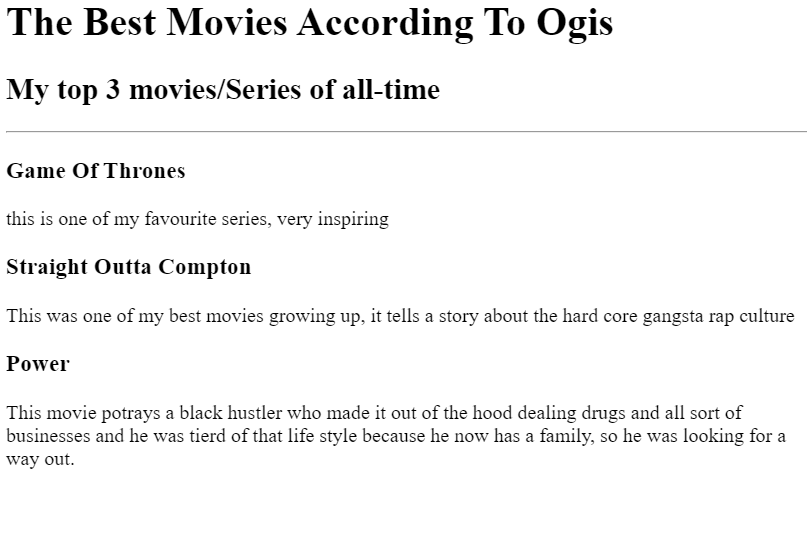 The Best Movies According To Ogis
My top 3 movies/Series of all-time
Game Of Thrones
this is one of my favourite series, very inspiring
Straight Outta Compton
This was one of my best movies growing up, it tells a story about the hard core gangsta rap culture
Power
This movie potrays a black hustler who made it out of the hood dealing drugs and all sort of
businesses and he was tierd of that life style because he now has a family, so he was looking for a
way out.